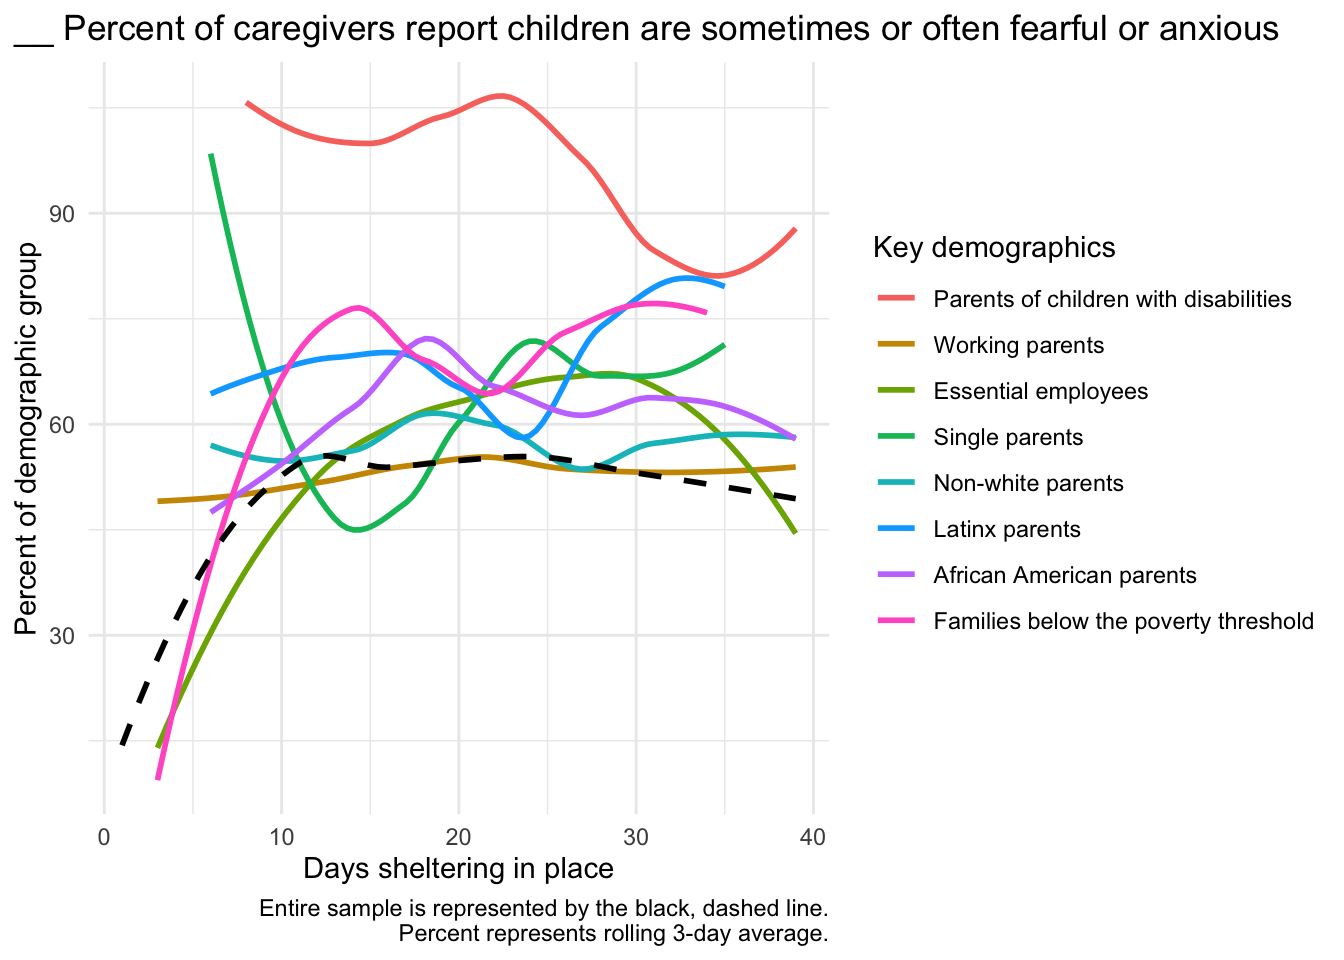 __ Percent of caregivers report children are sometimes or often fearful or anxious
Percent of demographic group
90
60
30
0
10
20
30
40
Days sheltering in place
Key demographics
Parents of children with disabilities
Working parents
Essential employees
Single parents
Non-white parents
Latinx parents
African American parents
Families below the poverty threshold
Entire sample is represented by the black, dashed line.
Percent represents rolling 3-day average.